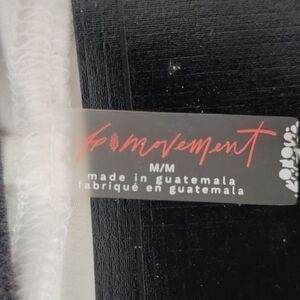 fp movement
M/M
made in guatemala
fabriqué en guatemala